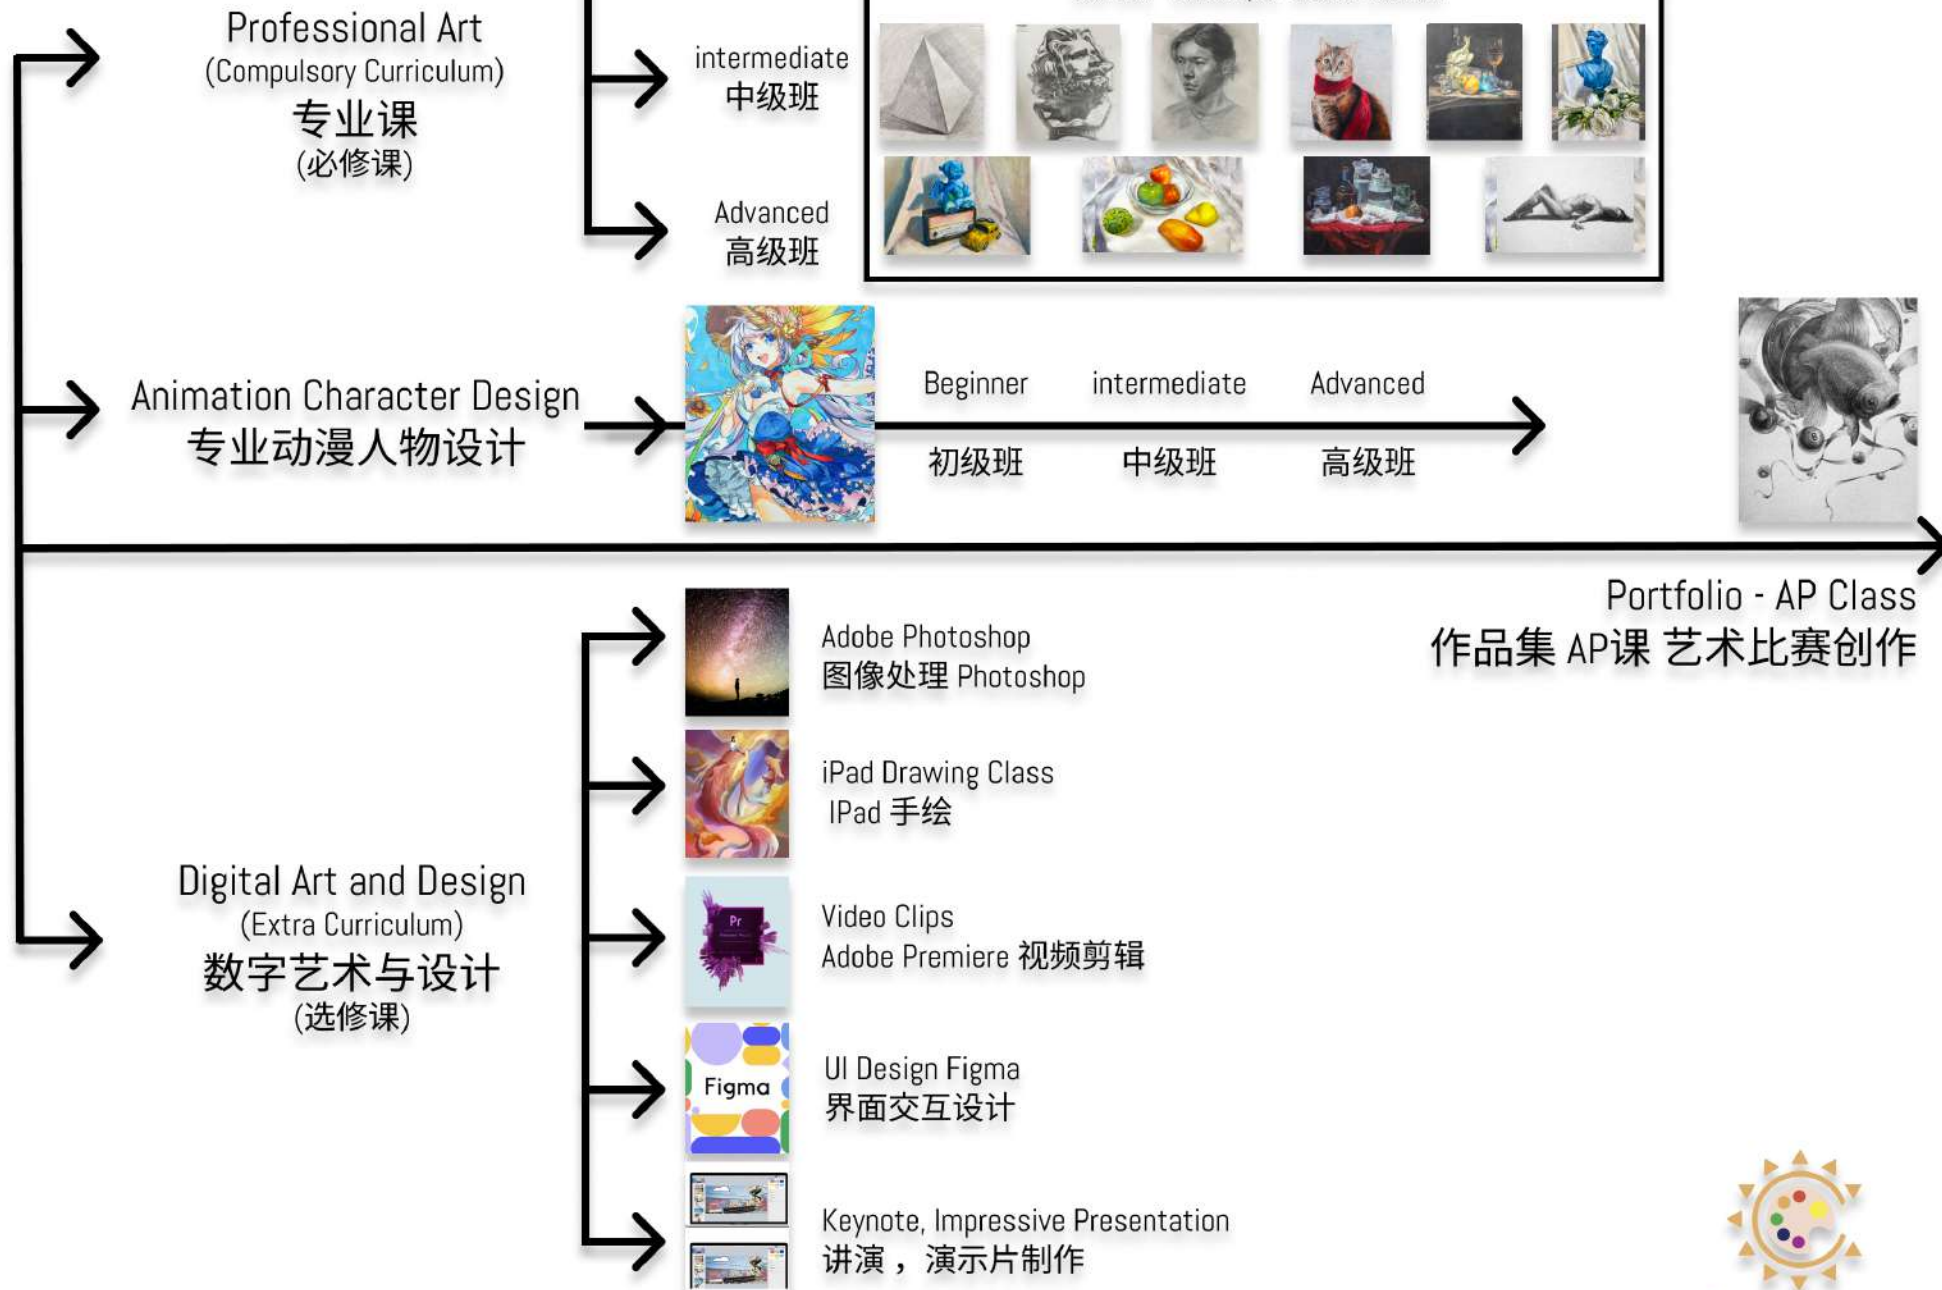 Professional Art
(Compulsory Curriculum)
专业课
(必修课)
intermediate
中级班
Advanced
高级班
Animation Character Design
专业动漫人物设计
Beginner intermediate Advanced
初级班 中级班 高级班
Portfolio - AP Class
作品集 AP课 艺术比赛创作
Digital Art and Design
(Extra Curriculum)
数字艺术与设计
(选修课)
Adobe Photoshop
图像处理 Photoshop
iPad Drawing Class
IPad 手绘
Pr
Video Clips
Adobe Premiere 视频剪辑
Figma
UI Design Figma
界面交互设计
Keynote, Impressive Presentation
讲演，演示片制作